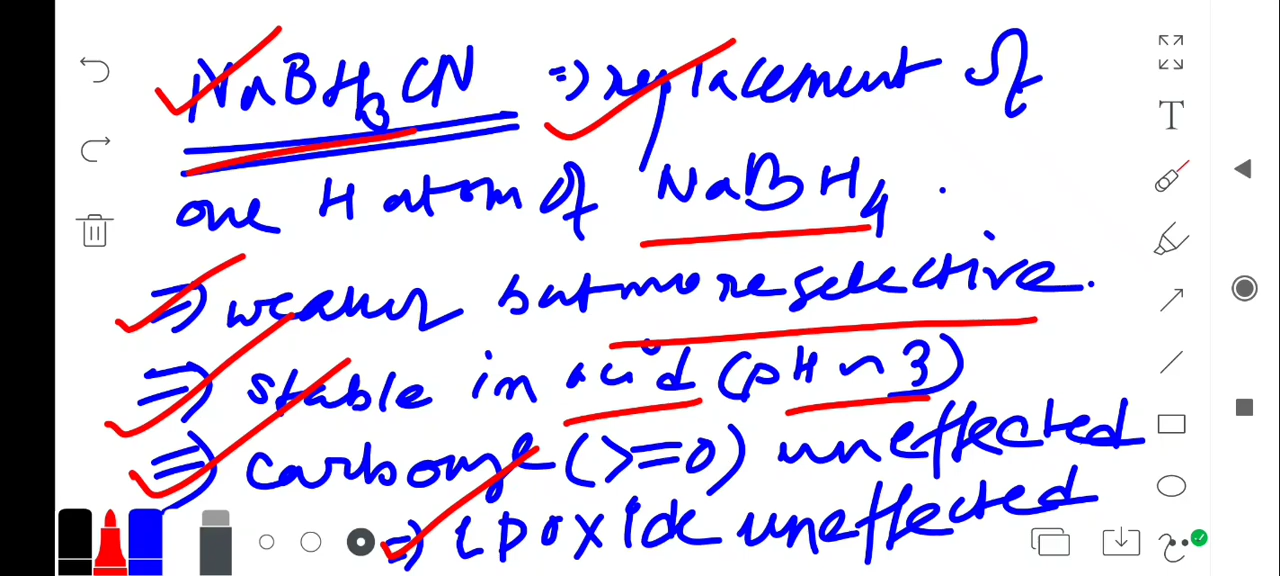 NaBH3CN => replacement of
one H atom of NaBH4.
=> weaker but more selective.
=> stable in acid (pH ~ 3)
=> carbonyl (>=0) uneffected
=> Epoxide uneffected
T